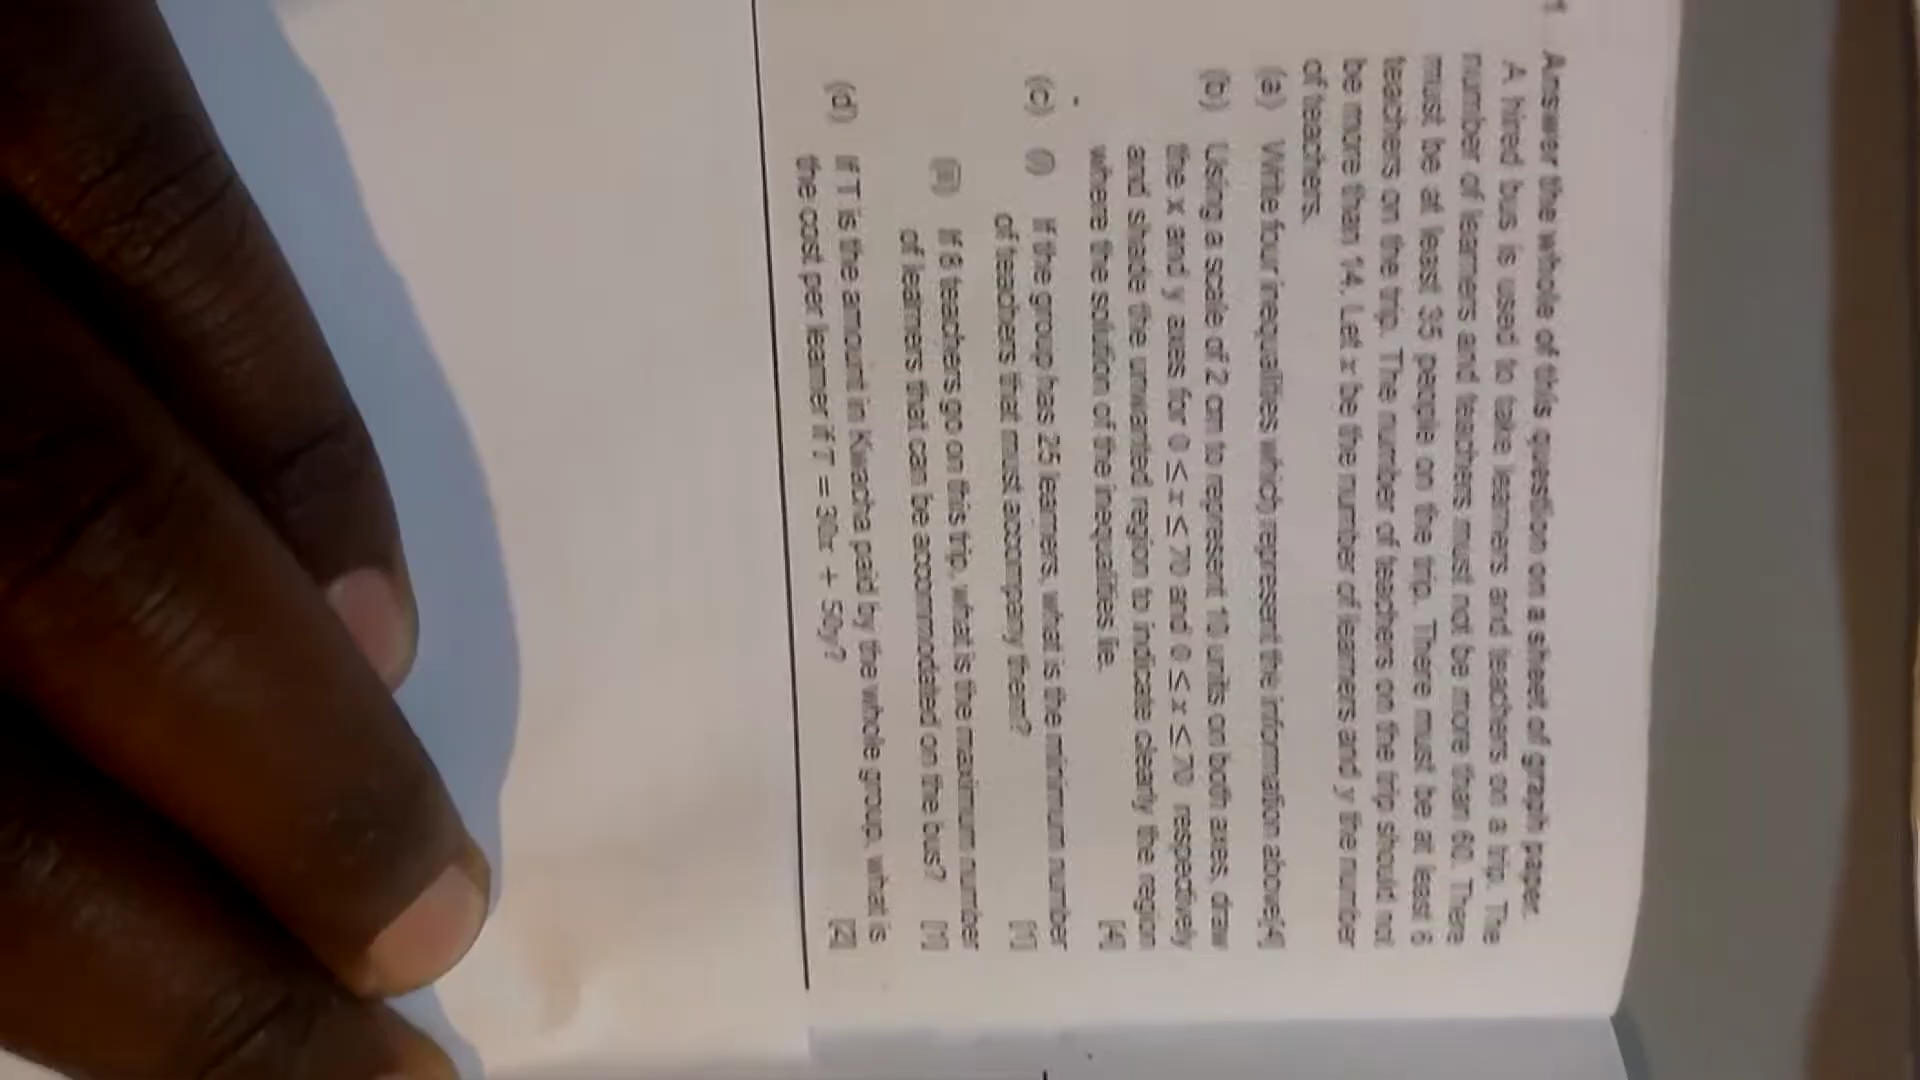 1 Answer the whole of this question on a sheet of graph paper.
A hired bus is used to take learners and teachers on a trip. The
number of learners and teachers must not be more than 60. There
must be at least 35 people on the trip. There must be at least 6
teachers on the trip. The number of teachers on the trip should not
be more than 14. Let x be the number of learners and y the number
of teachers.
(a) Write four inequalities which represent the information above[4]
(b) Using a scale of 2 cm to represent 10 units on both axes, draw
the x and y axes for 0 ≤ x ≤ 70 and 0 ≤ x ≤ 70 respectively
and shade the unwanted region to indicate clearly the region
where the solution of the inequalities lie. [4]
(c) (i) If the group has 25 learners, what is the minimum number
of teachers that must accompany them? [1]
(ii) If 8 teachers go on this trip, what is the maximum number
of learners that can be accommodated on the bus? [1]
(d) If T is the amount in Kwacha paid by the whole group, what is
the cost per learner if T = 30x + 50y? [2]